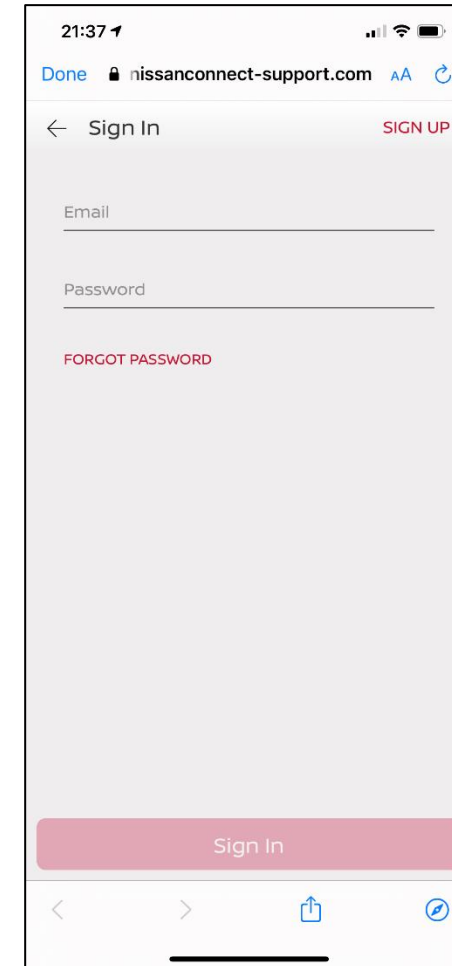 21:37
Done nissanconnect-support.com AA
Sign In SIGN UP
Email
Password
FORGOT PASSWORD
Sign In